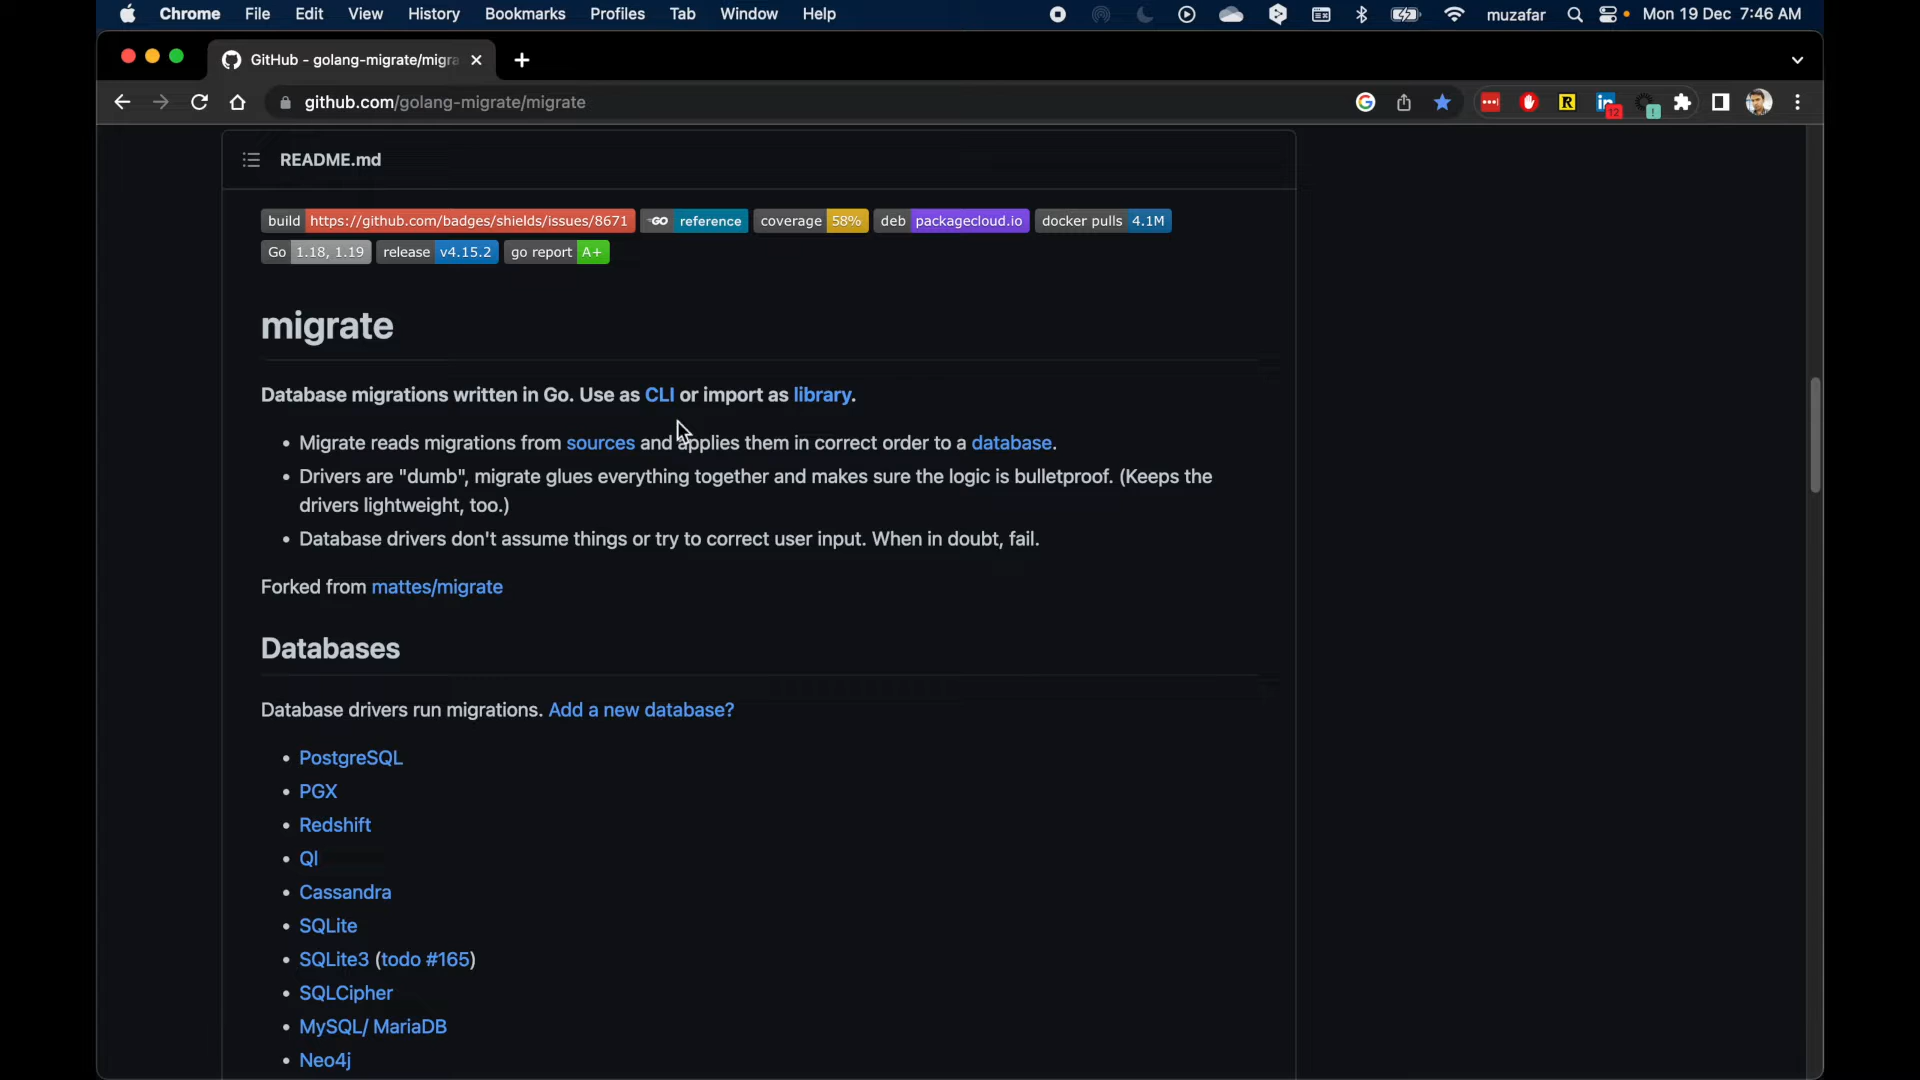 Chrome File Edit View History Bookmarks Profiles Tab Window Help muzafar Mon 19 Dec 7:46 AM
GitHub - golang-migrate/migra
github.com/golang-migrate/migrate
12
README.md
build https://github.com/badges/shields/issues/8671 GO reference coverage 58% deb packagecloud.io docker pulls 4.1M
Go 1.18, 1.19 release v4.15.2 go report A+
migrate
Database migrations written in Go. Use as CLI or import as library.
• Migrate reads migrations from sources and applies them in correct order to a database.
• Drivers are "dumb", migrate glues everything together and makes sure the logic is bulletproof. (Keeps the
drivers lightweight, too.)
• Database drivers don't assume things or try to correct user input. When in doubt, fail.
Forked from mattes/migrate
Databases
Database drivers run migrations. Add a new database?
• PostgreSQL
• PGX
• Redshift
• Ql
• Cassandra
• SQLite
• SQLite3 (todo #165)
• SQLCipher
• MySQL/ MariaDB
• Neo4j